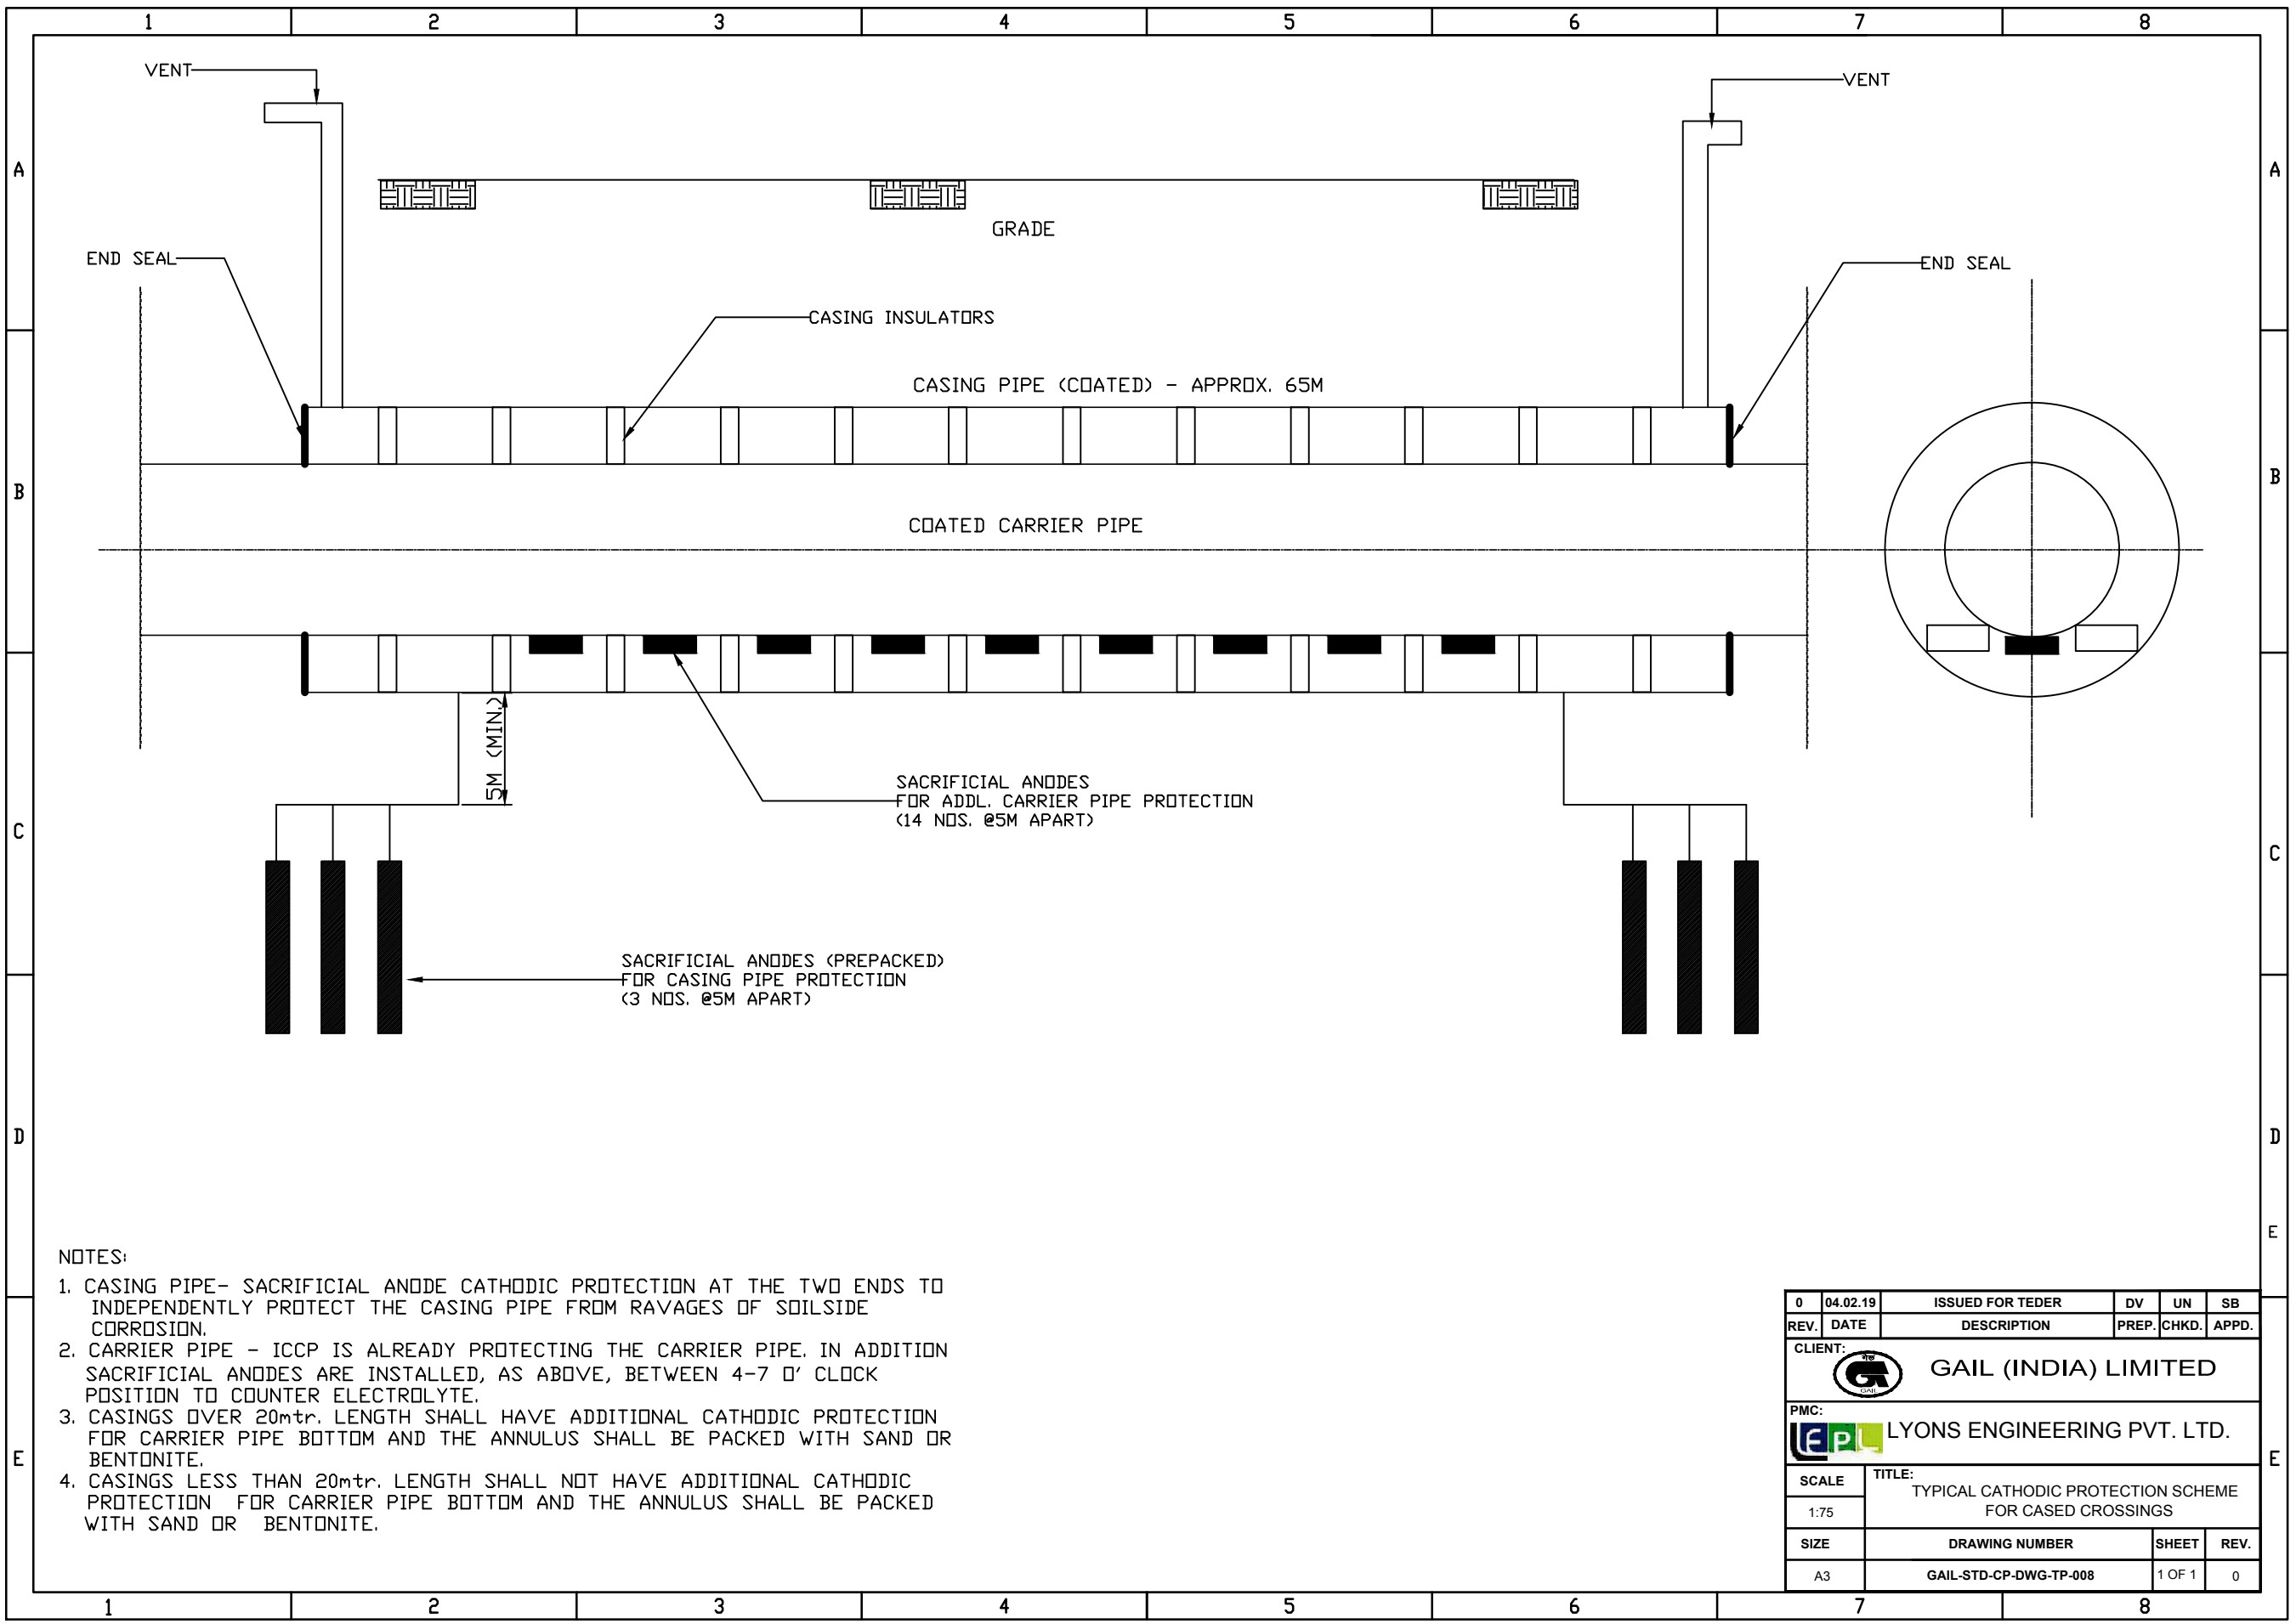 1 2 3 4 5 6 7 8
VENT
VENT
A
A
GRADE
END SEAL
END SEAL
CASING INSULATORS
CASING PIPE (COATED) - APPROX. 65M
B
B
COATED CARRIER PIPE
5M (MIN.)
SACRIFICIAL ANODES
FOR ADDL. CARRIER PIPE PROTECTION
(14 NOS. @5M APART)
C
C
SACRIFICIAL ANODES (PREPACKED)
FOR CASING PIPE PROTECTION
(3 NOS. @5M APART)
D
D
E
NOTES:
1. CASING PIPE- SACRIFICIAL ANODE CATHODIC PROTECTION AT THE TWO ENDS TO
INDEPENDENTLY PROTECT THE CASING PIPE FROM RAVAGES OF SOILSIDE
CORROSION.
2. CARRIER PIPE - ICCP IS ALREADY PROTECTING THE CARRIER PIPE. IN ADDITION
SACRIFICIAL ANODES ARE INSTALLED, AS ABOVE, BETWEEN 4-7 O' CLOCK
POSITION TO COUNTER ELECTROLYTE.
3. CASINGS OVER 20mtr. LENGTH SHALL HAVE ADDITIONAL CATHODIC PROTECTION
FOR CARRIER PIPE BOTTOM AND THE ANNULUS SHALL BE PACKED WITH SAND OR
BENTONITE.
4. CASINGS LESS THAN 20mtr. LENGTH SHALL NOT HAVE ADDITIONAL CATHODIC
PROTECTION FOR CARRIER PIPE BOTTOM AND THE ANNULUS SHALL BE PACKED
WITH SAND OR BENTONITE.
E
E
0 04.02.19 ISSUED FOR TEDER DV UN SB
REV. DATE DESCRIPTION PREP. CHKD. APPD.
CLIENT:
GAIL
GAIL (INDIA) LIMITED
PMC:
LEPL LYONS ENGINEERING PVT. LTD.
SCALE
1:75
TITLE:
TYPICAL CATHODIC PROTECTION SCHEME
FOR CASED CROSSINGS
SIZE DRAWING NUMBER SHEET REV.
A3 GAIL-STD-CP-DWG-TP-008 1 OF 1 0
1 2 3 4 5 6 7 8